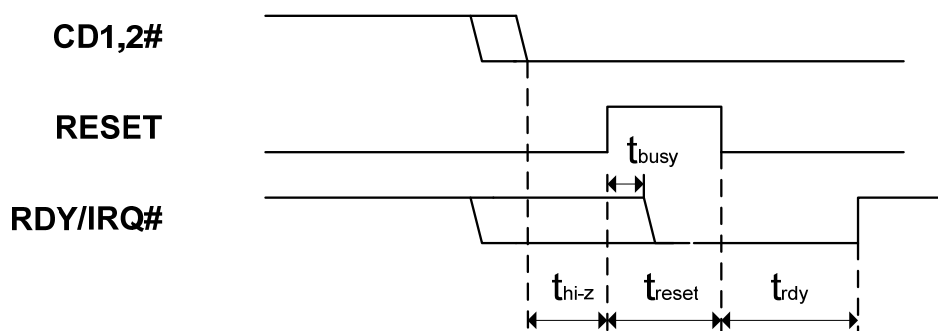 CD1,2#
RESET
tbusy
RDY/IRQ#
thi-z
treset
trdy